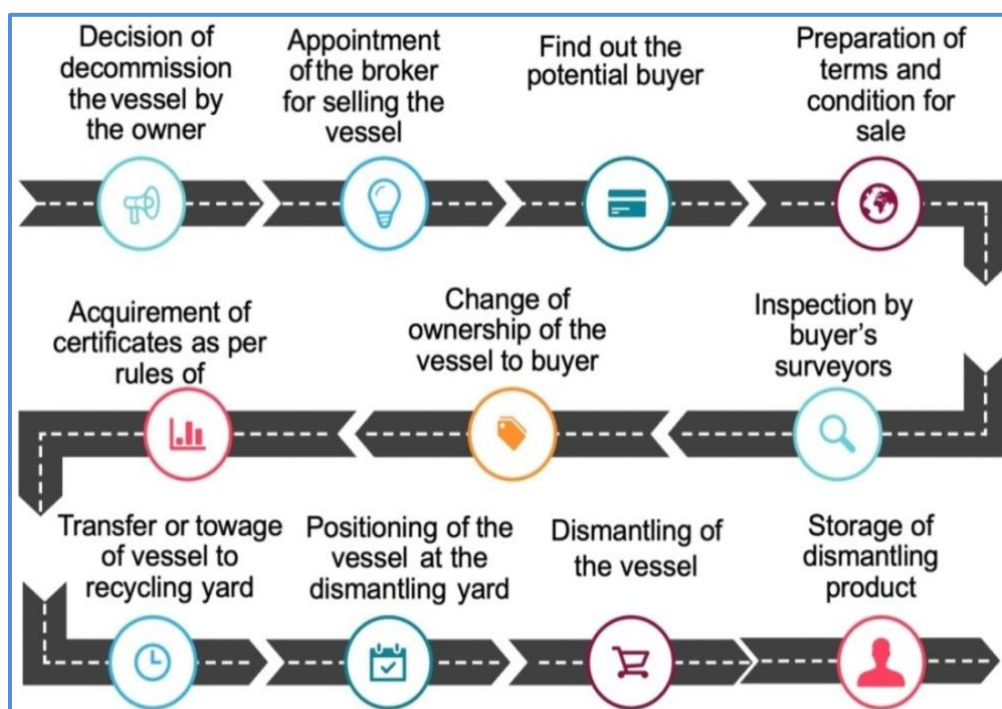 Decision of
decommission
the vessel by
the owner
Appointment
of the broker
for selling the
vessel
Find out the
potential buyer
Preparation of
terms and
condition for
sale
Inspection by
buyer's
surveyors
Change of
ownership of the
vessel to buyer
Acquirement of
certificates as per
rules of
Transfer or towage
of vessel to
recycling yard
Positioning of the
vessel at the
dismantling yard
Dismantling of
the vessel
Storage of
dismantling
product